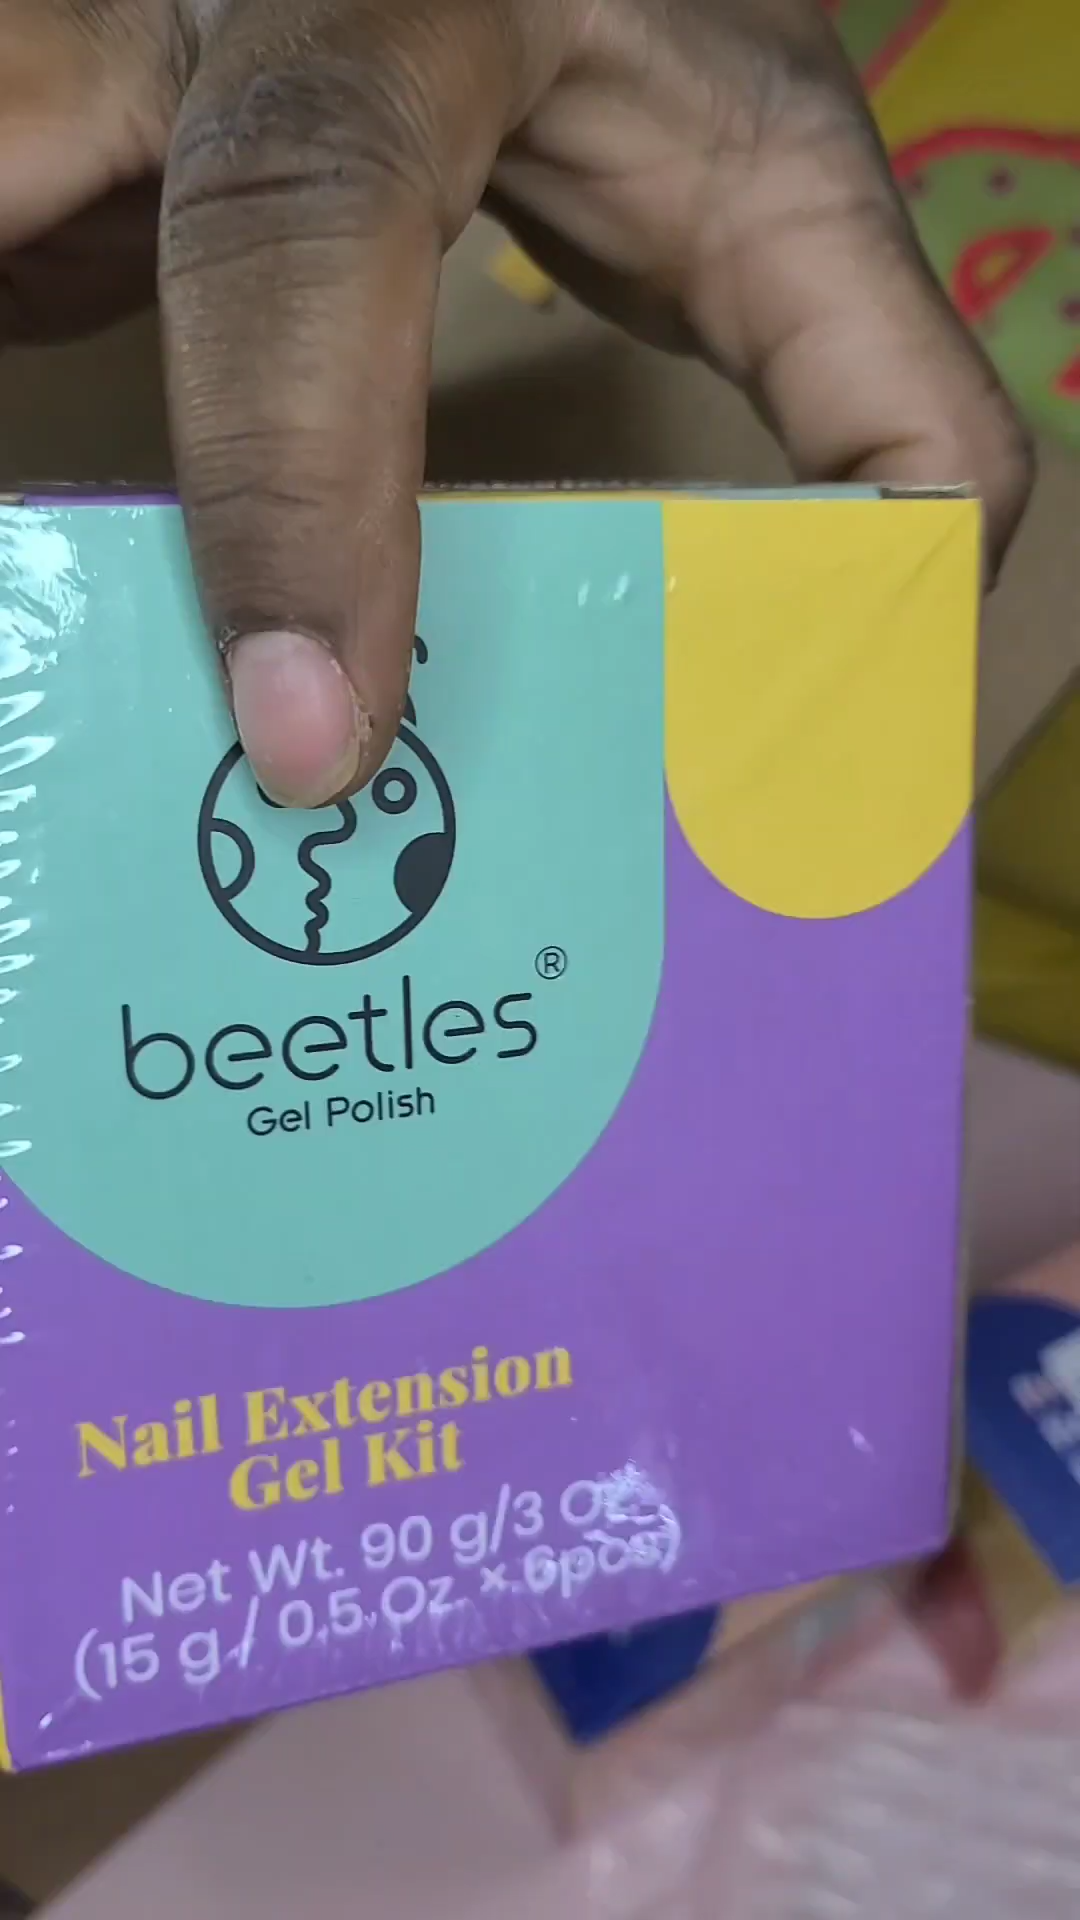 beetles®
Gel Polish
Nail Extension
Gel Kit
Net Wt. 90 g/3 Oz.
(15 g / 0.5 Oz. × 6pcs)